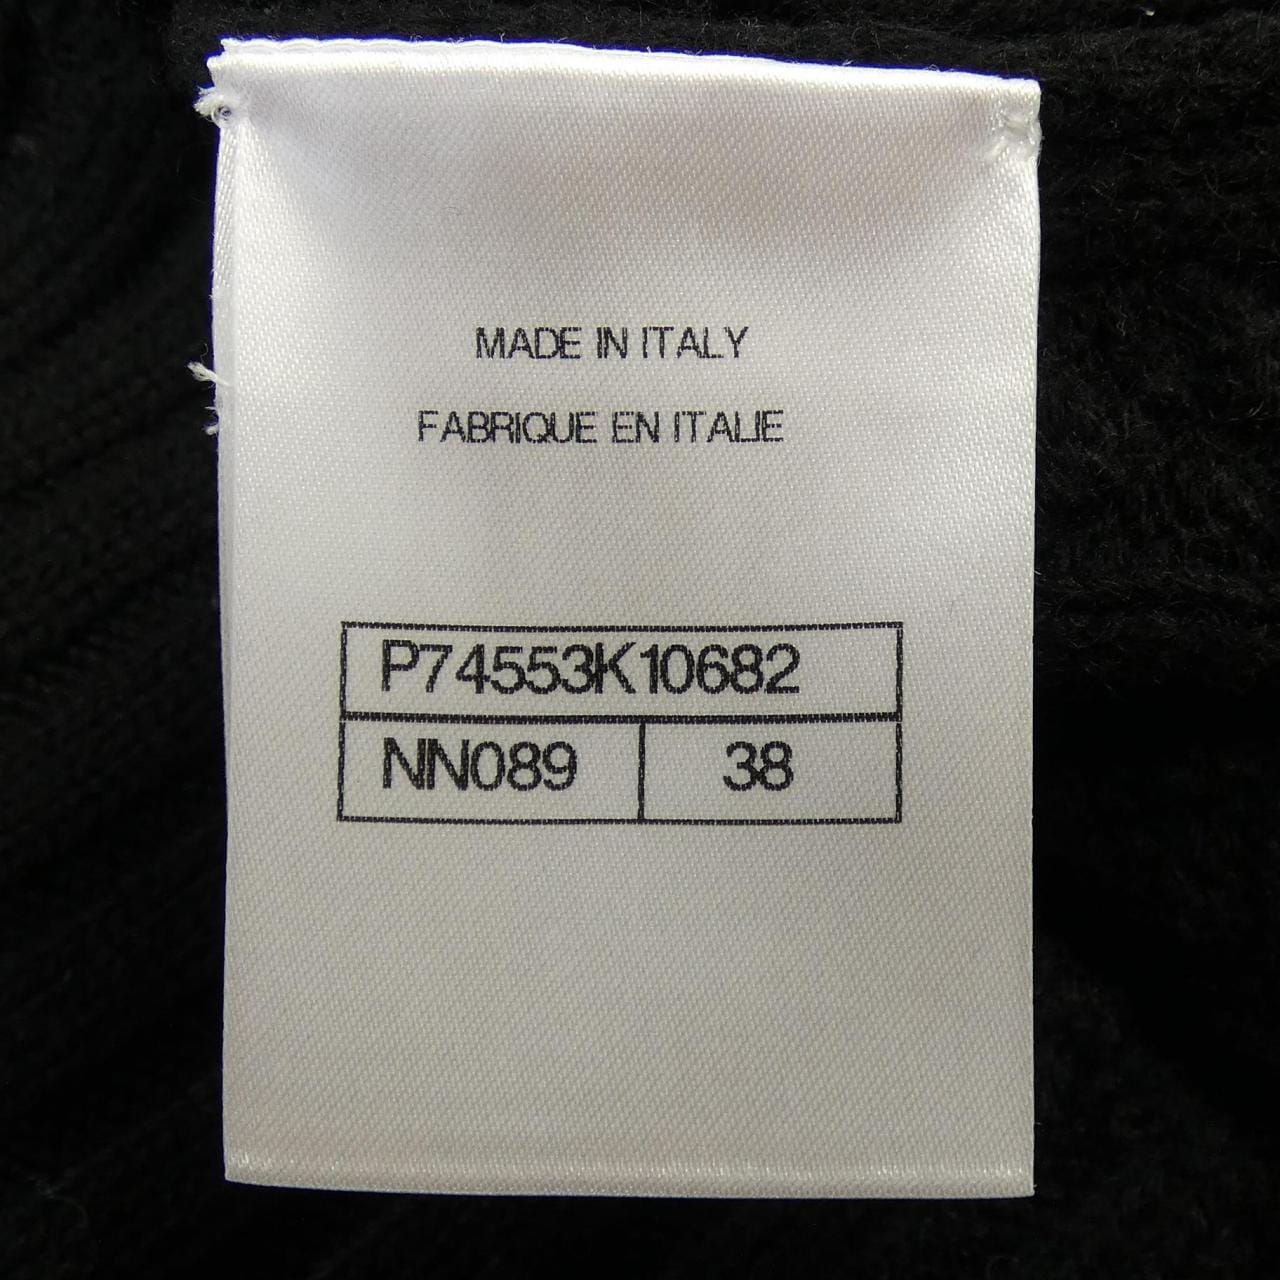 MADE IN ITALY
FABRIQUE EN ITALIE
P74553K10682
NN089 38